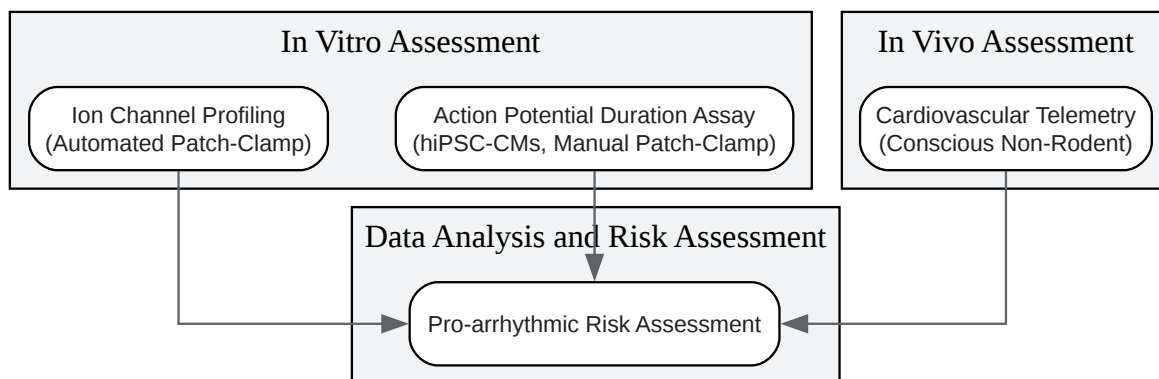 In Vitro Assessment
Ion Channel Profiling
(Automated Patch-Clamp)
Action Potential Duration Assay
(hiPSC-CMs, Manual Patch-Clamp)
In Vivo Assessment
Cardiovascular Telemetry
(Conscious Non-Rodent)
Data Analysis and Risk Assessment
Pro-arrhythmic Risk Assessment